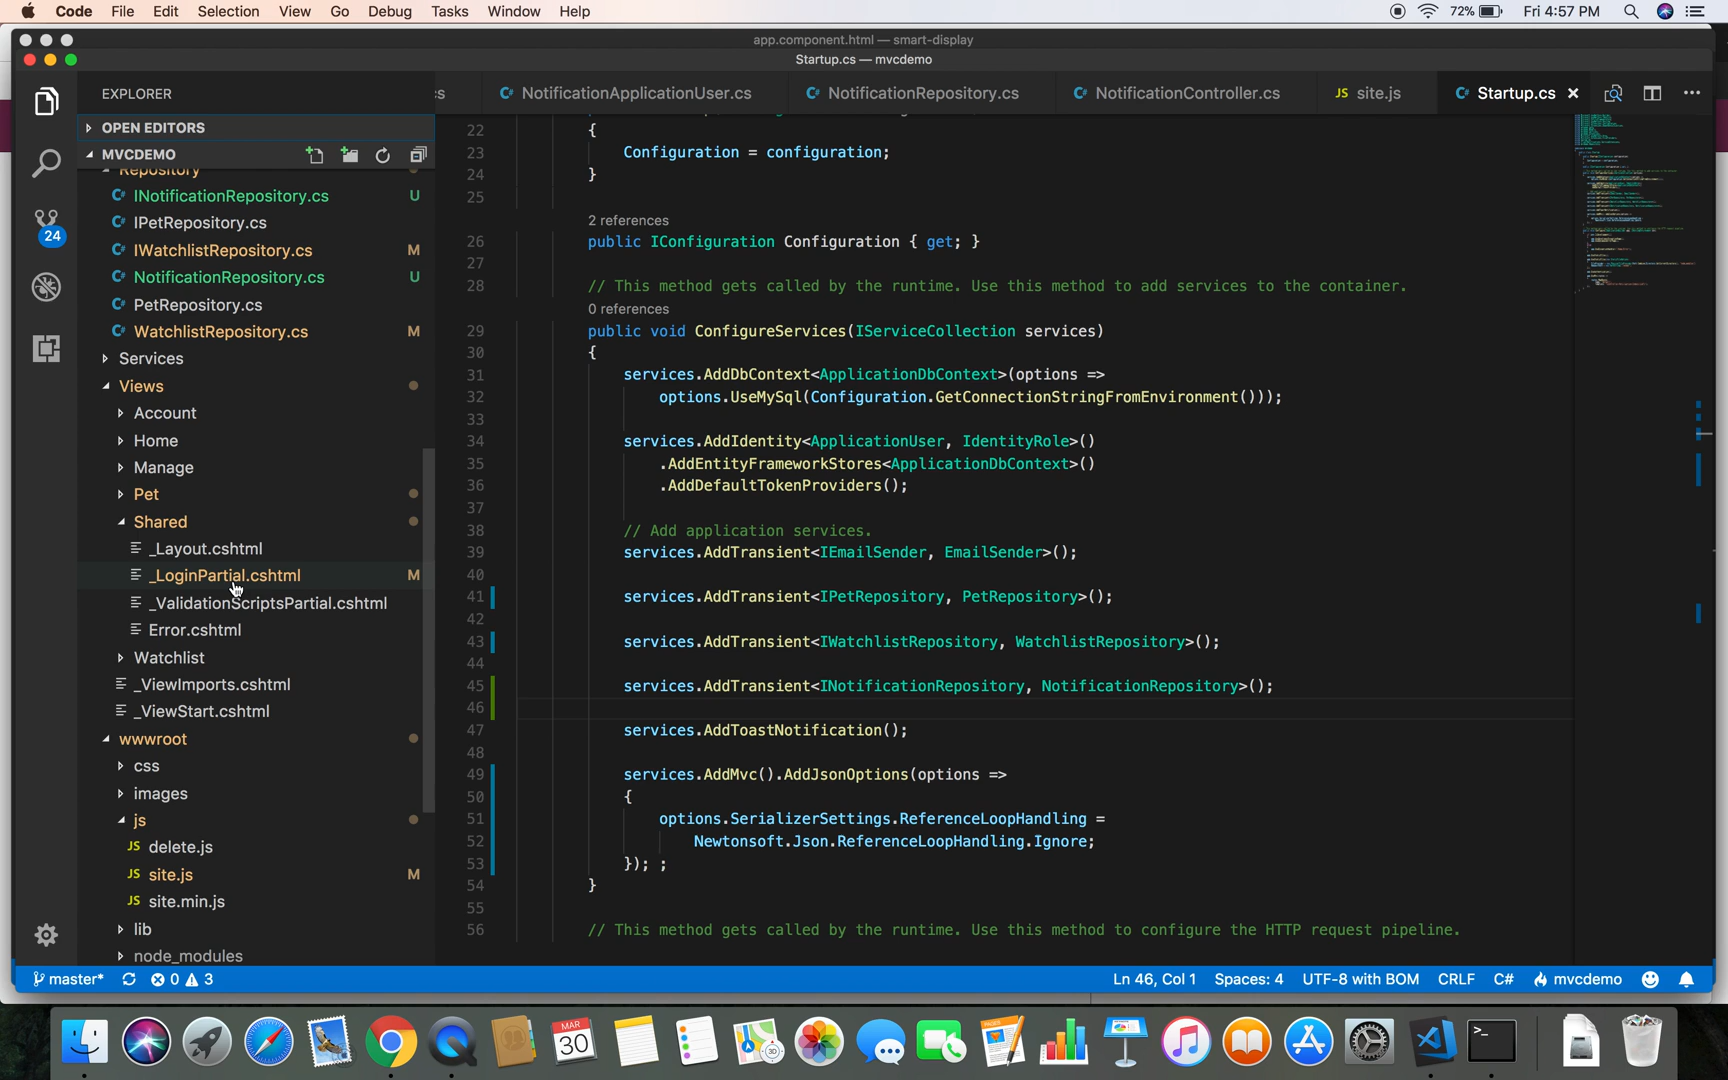 Code File Edit Selection View Go Debug Tasks Window Help 72% Fri 4:57 PM
app.component.html — smart-display
Startup.cs — mvcdemo
EXPLORER
OPEN EDITORS
MVCDEMO
Repository
INotificationRepository.cs U
IPetRepository.cs
IWatchlistRepository.cs M
NotificationRepository.cs U
PetRepository.cs
WatchlistRepository.cs M
Services
Views
Account
Home
Manage
Pet
Shared
_Layout.cshtml
_LoginPartial.cshtml M
_ValidationScriptsPartial.cshtml
Error.cshtml
Watchlist
_ViewImports.cshtml
_ViewStart.cshtml
wwwroot
css
images
js
JS delete.js
JS site.js M
JS site.min.js
lib
node_modules
24
C# NotificationApplicationUser.cs C# NotificationRepository.cs C# NotificationController.cs JS site.js C# Startup.cs ×
22 {
23 Configuration = configuration;
24 }
25
2 references
26 public IConfiguration Configuration { get; }
27
28 // This method gets called by the runtime. Use this method to add services to the container.
0 references
29 public void ConfigureServices(IServiceCollection services)
30 {
31 services.AddDbContext<ApplicationDbContext>(options =>
32 options.UseMySql(Configuration.GetConnectionStringFromEnvironment()));
33
34 services.AddIdentity<ApplicationUser, IdentityRole>()
35 .AddEntityFrameworkStores<ApplicationDbContext>()
36 .AddDefaultTokenProviders();
37
38 // Add application services.
39 services.AddTransient<IEmailSender, EmailSender>();
40
41 services.AddTransient<IPetRepository, PetRepository>();
42
43 services.AddTransient<IWatchlistRepository, WatchlistRepository>();
44
45 services.AddTransient<INotificationRepository, NotificationRepository>();
46
47 services.AddToastNotification();
48
49 services.AddMvc().AddJsonOptions(options =>
50 {
51 options.SerializerSettings.ReferenceLoopHandling =
52 Newtonsoft.Json.ReferenceLoopHandling.Ignore;
53 }); ;
54 }
55
56 // This method gets called by the runtime. Use this method to configure the HTTP request pipeline.
master* 0 3 Ln 46, Col 1 Spaces: 4 UTF-8 with BOM CRLF C# mvcdemo
MAR
30